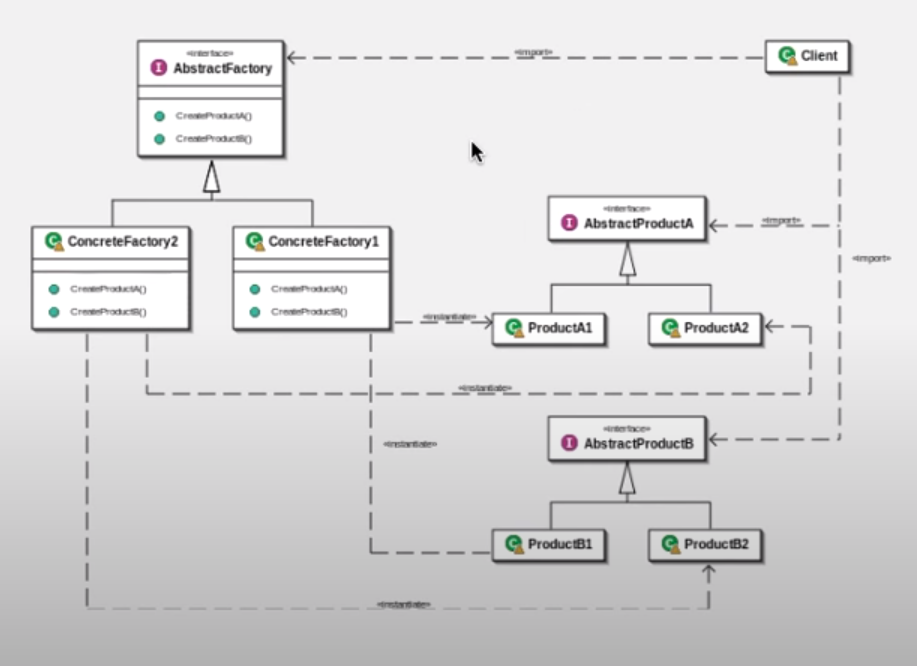 «interface»
AbstractFactory
CreateProductA()
CreateProductB()
«import»
Client
ConcreteFactory2
CreateProductA()
CreateProductB()
ConcreteFactory1
CreateProductA()
CreateProductB()
«interface»
AbstractProductA
«import»
«import»
«instantiate»
ProductA1
ProductA2
«instantiate»
«interface»
AbstractProductB
«instantiate»
ProductB1
ProductB2
«instantiate»